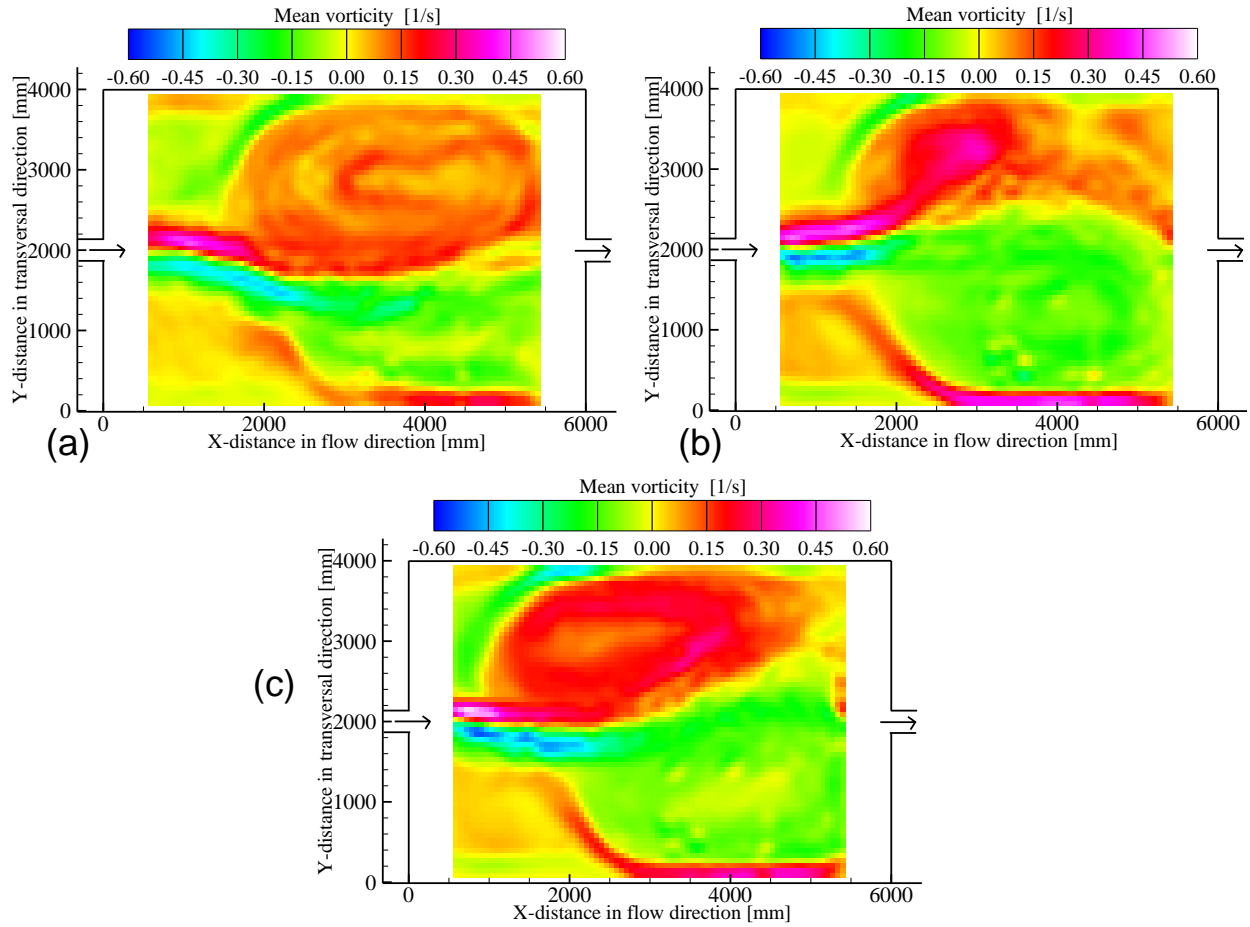 Mean vorticity [1/s]
-0.60 -0.45 -0.30 -0.15 0.00 0.15 0.30 0.45 0.60
Y-distance in transversal direction [mm]
4000
3000
2000
1000
0
0 2000 4000 6000
X-distance in flow direction [mm]
(a)
Mean vorticity [1/s]
-0.60 -0.45 -0.30 -0.15 0.00 0.15 0.30 0.45 0.60
Y-distance in transversal direction [mm]
4000
3000
2000
1000
0
0 2000 4000 6000
X-distance in flow direction [mm]
(b)
Mean vorticity [1/s]
-0.60 -0.45 -0.30 -0.15 0.00 0.15 0.30 0.45 0.60
Y-distance in transversal direction [mm]
4000
3000
2000
1000
0
0 2000 4000 6000
X-distance in flow direction [mm]
(c)